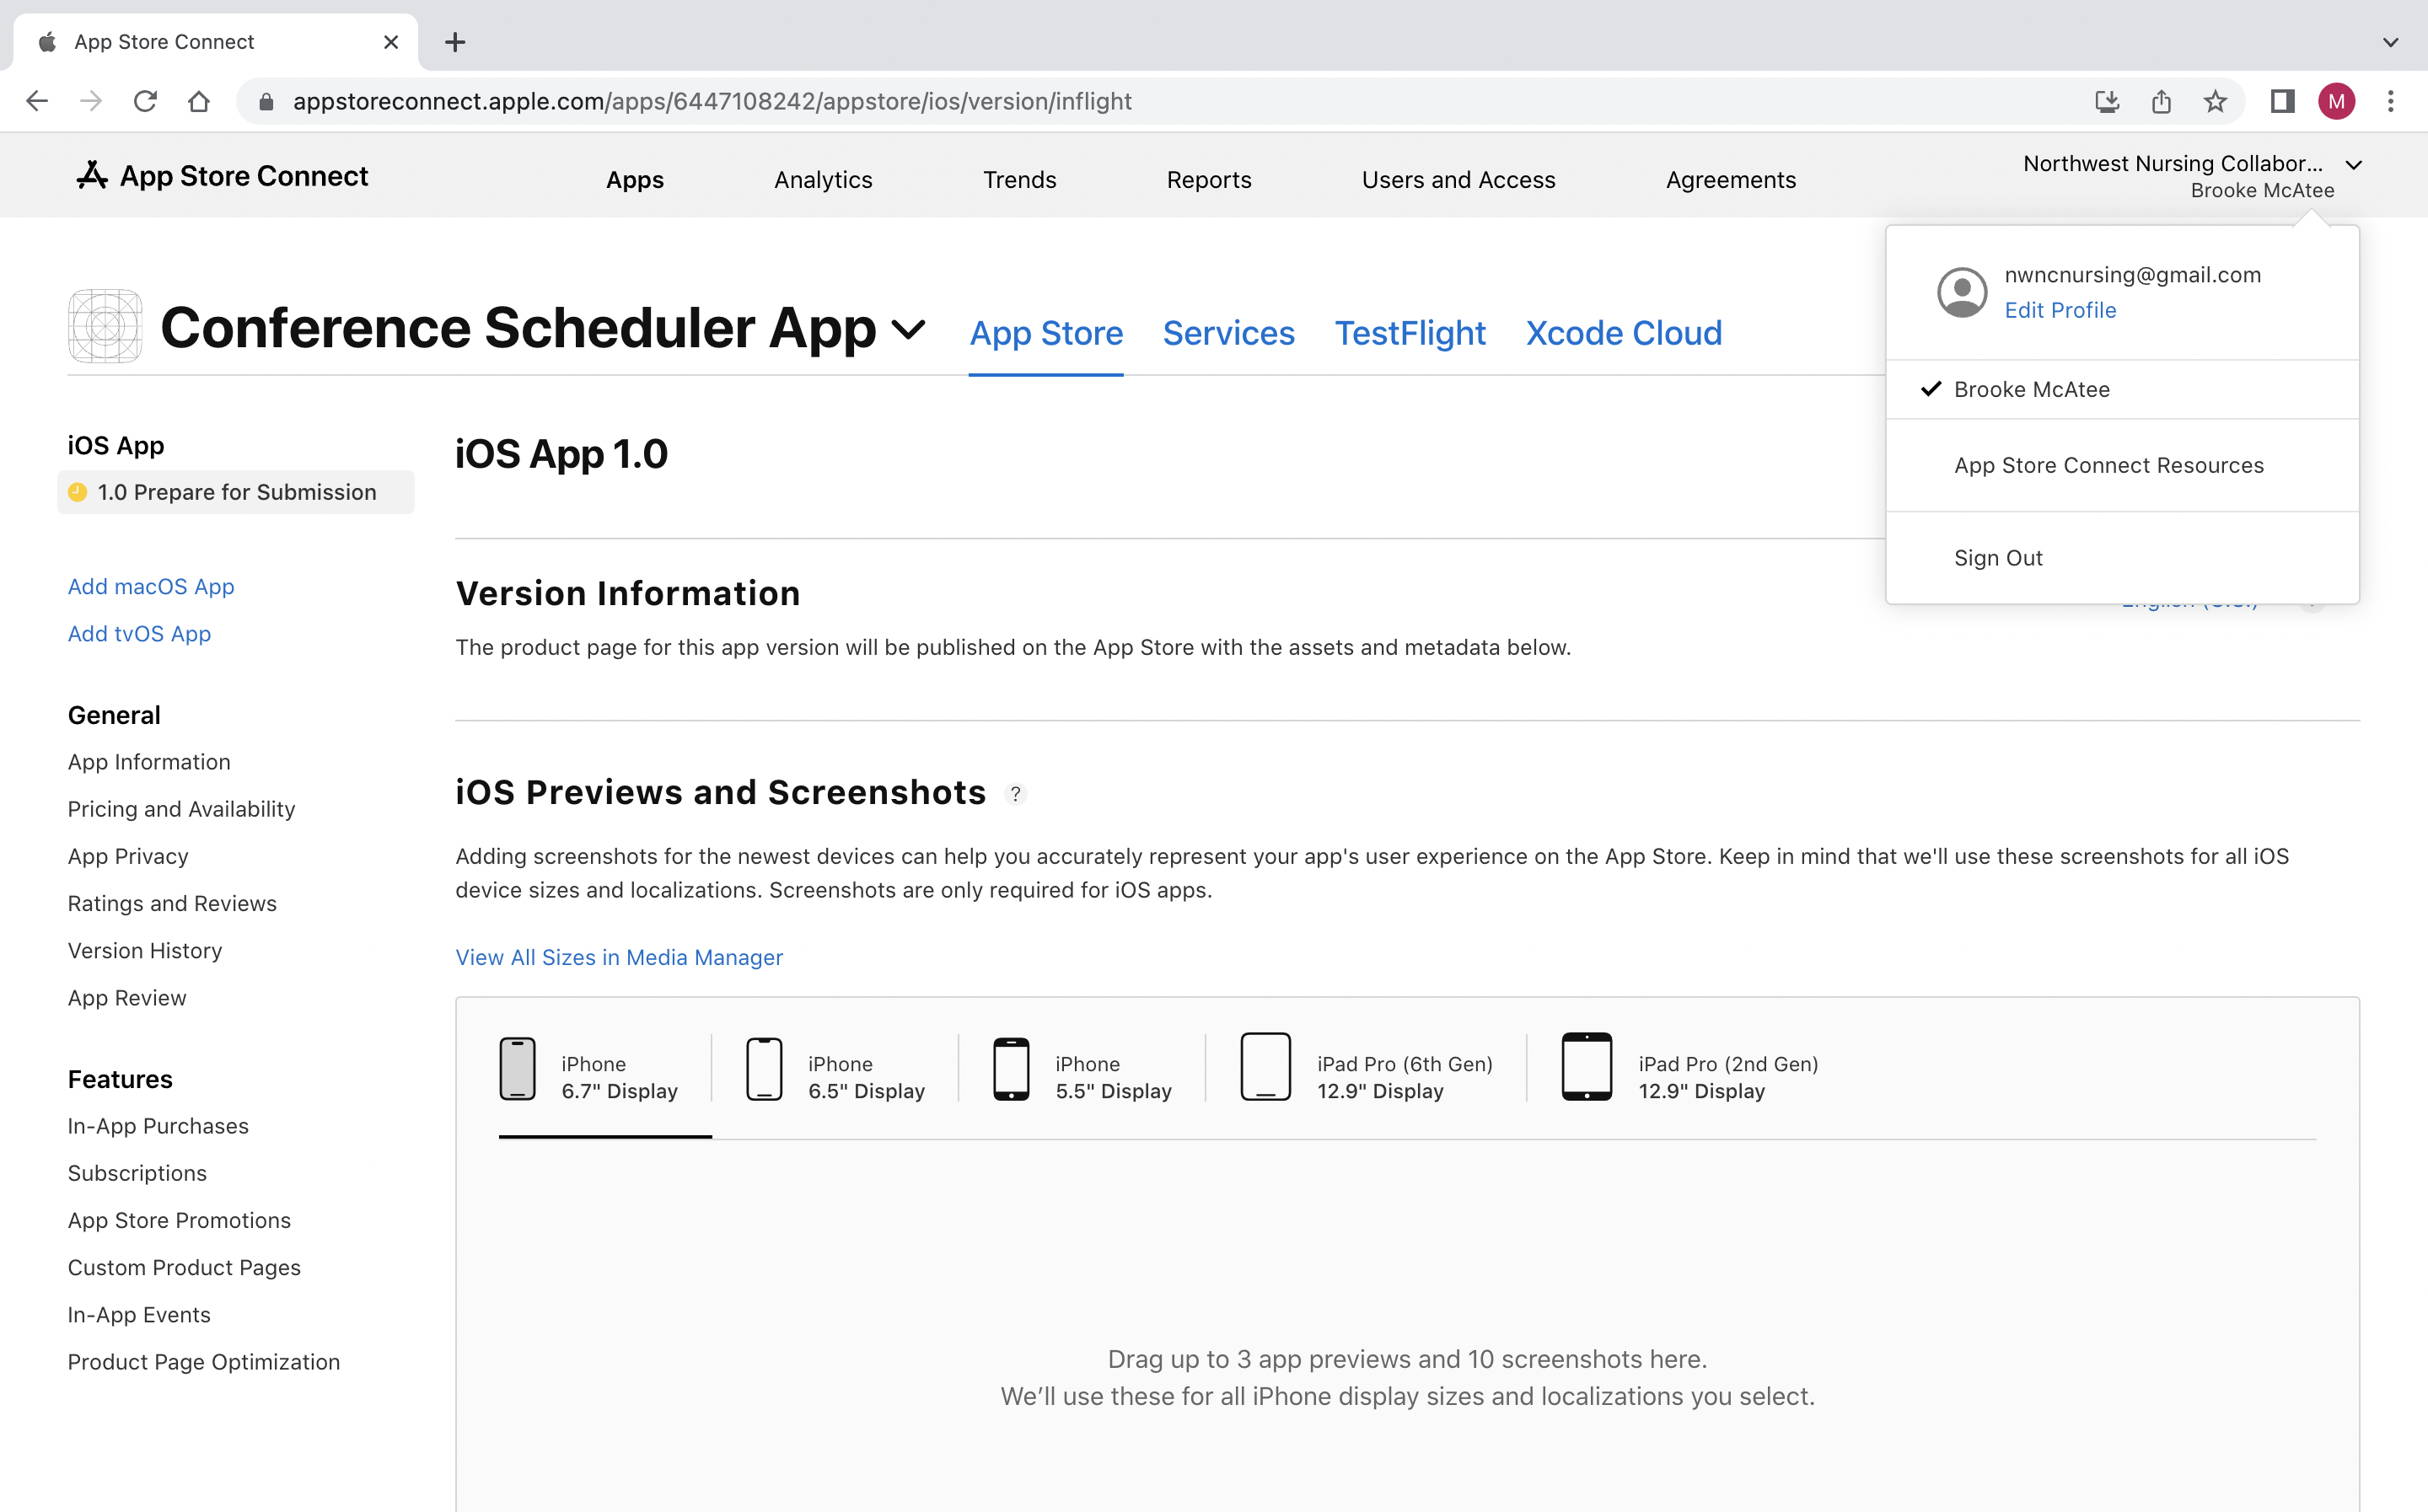 App Store Connect
appstoreconnect.apple.com/apps/6447108242/appstore/ios/version/inflight
M
App Store Connect
Apps
Analytics
Trends
Reports
Users and Access
Agreements
Northwest Nursing Collabor...
Brooke McAtee
nwncnursing@gmail.com
Edit Profile
Brooke McAtee
App Store Connect Resources
Sign Out
Conference Scheduler App
App Store
Services
TestFlight
Xcode Cloud
iOS App
1.0 Prepare for Submission
Add macOS App
Add tvOS App
General
App Information
Pricing and Availability
App Privacy
Ratings and Reviews
Version History
App Review
Features
In-App Purchases
Subscriptions
App Store Promotions
Custom Product Pages
In-App Events
Product Page Optimization
iOS App 1.0
Version Information
The product page for this app version will be published on the App Store with the assets and metadata below.
iOS Previews and Screenshots ?
Adding screenshots for the newest devices can help you accurately represent your app's user experience on the App Store. Keep in mind that we'll use these screenshots for all iOS
device sizes and localizations. Screenshots are only required for iOS apps.
View All Sizes in Media Manager
iPhone
6.7" Display
iPhone
6.5" Display
iPhone
5.5" Display
iPad Pro (6th Gen)
12.9" Display
iPad Pro (2nd Gen)
12.9" Display
Drag up to 3 app previews and 10 screenshots here.
We’ll use these for all iPhone display sizes and localizations you select.